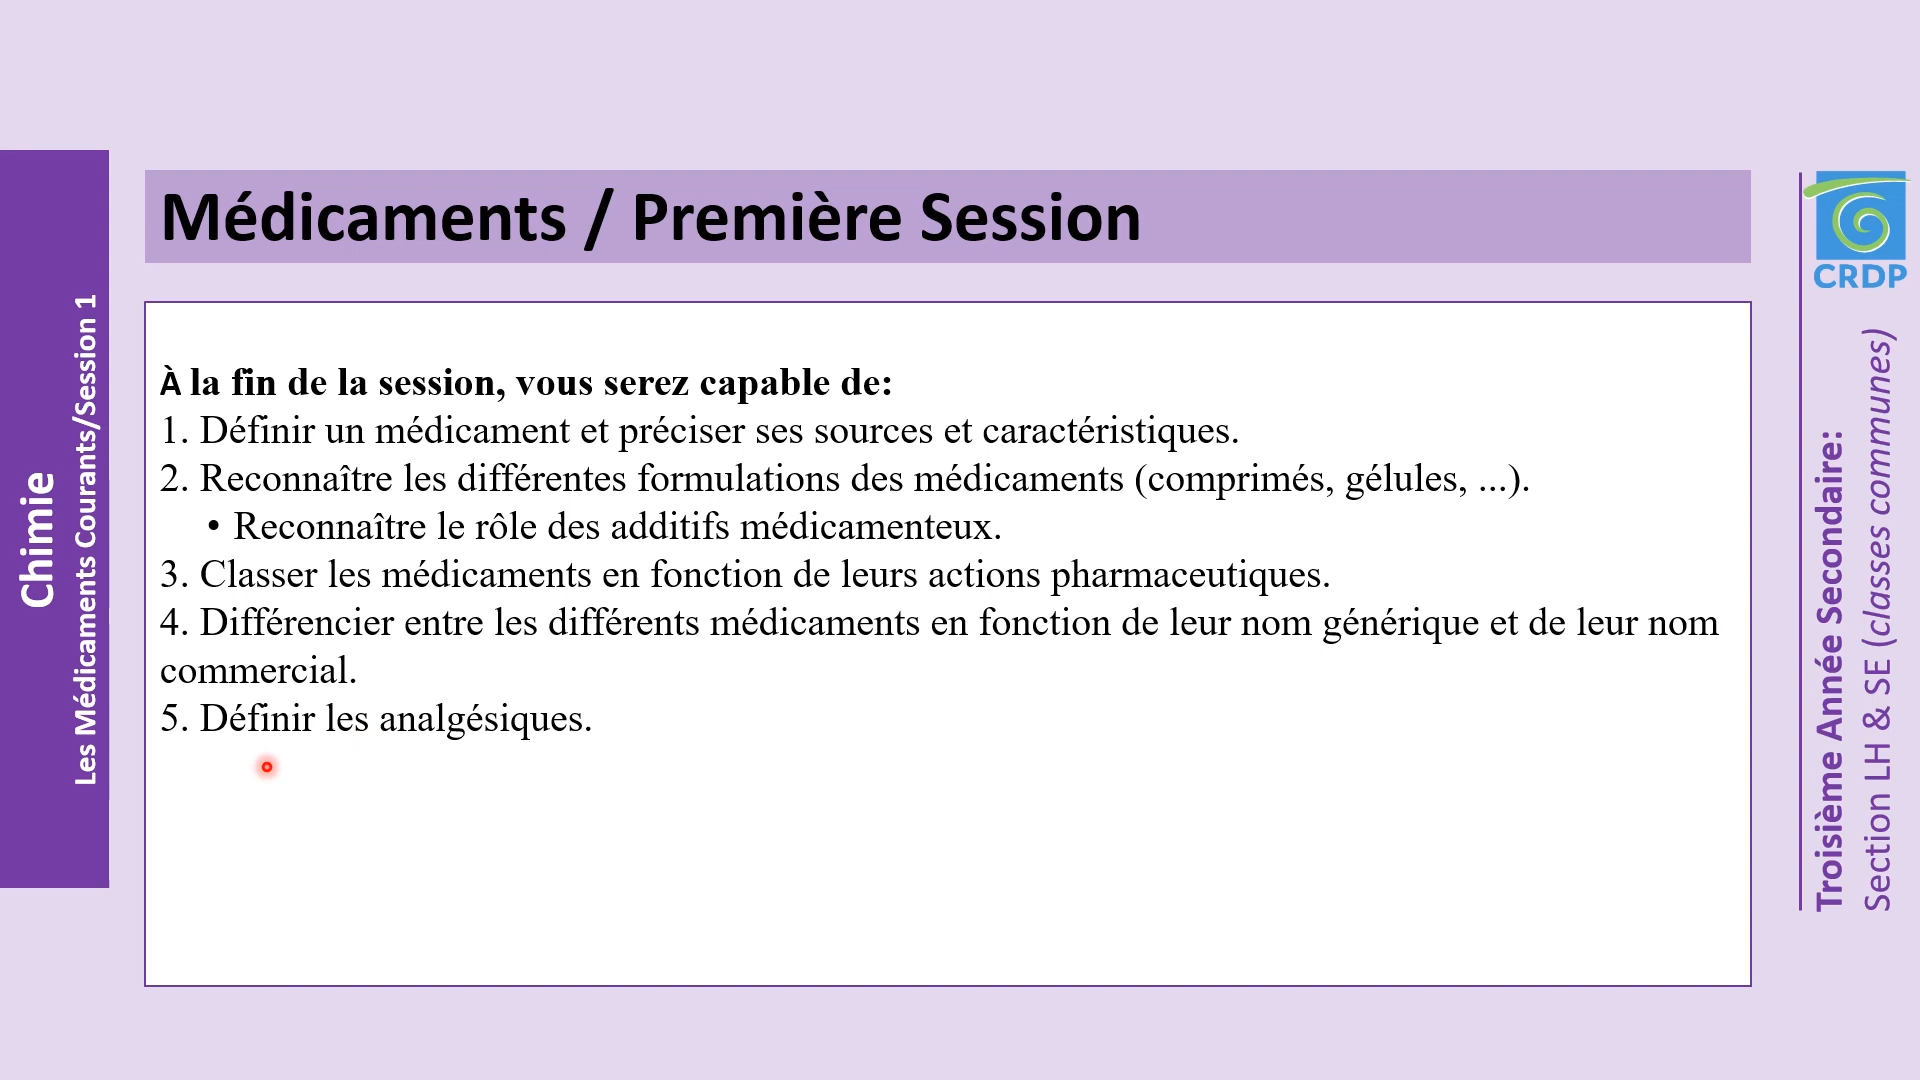 Chimie
Les Médicaments Courants/Session 1
Médicaments / Première Session
À la fin de la session, vous serez capable de:
1. Définir un médicament et préciser ses sources et caractéristiques.
2. Reconnaître les différentes formulations des médicaments (comprimés, gélules, ...).
• Reconnaître le rôle des additifs médicamenteux.
3. Classer les médicaments en fonction de leurs actions pharmaceutiques.
4. Différencier entre les différents médicaments en fonction de leur nom générique et de leur nom
commercial.
5. Définir les analgésiques.
CRDP
Troisième Année Secondaire:
Section LH & SE (classes communes)